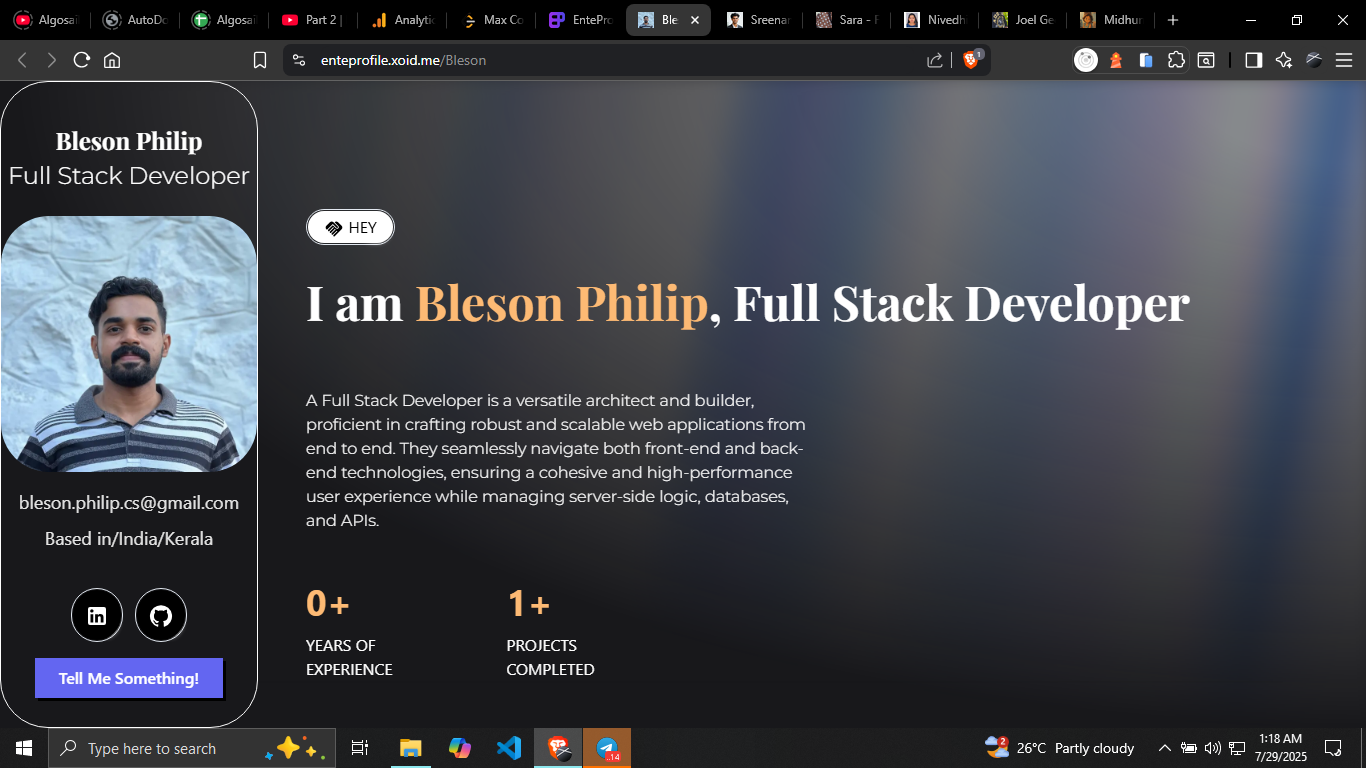 Algosai
AutoDo
Algosai
Part 2 |
Analytic
Max Co
EntePro
Ble
Sreenar
Sara - F
Nivedh
Joel Ge
Midhur
enteprofile.xoid.me/Bleson
1
Bleson Philip
Full Stack Developer
bleson.philip.cs@gmail.com
Based in/India/Kerala
Tell Me Something!
HEY
I am Bleson Philip, Full Stack Developer
A Full Stack Developer is a versatile architect and builder,
proficient in crafting robust and scalable web applications from
end to end. They seamlessly navigate both front-end and back-
end technologies, ensuring a cohesive and high-performance
user experience while managing server-side logic, databases,
and APIs.
0+
YEARS OF
EXPERIENCE
1+
PROJECTS
COMPLETED
Type here to search
..14
2
26°C Partly cloudy
1:18 AM
7/29/2025